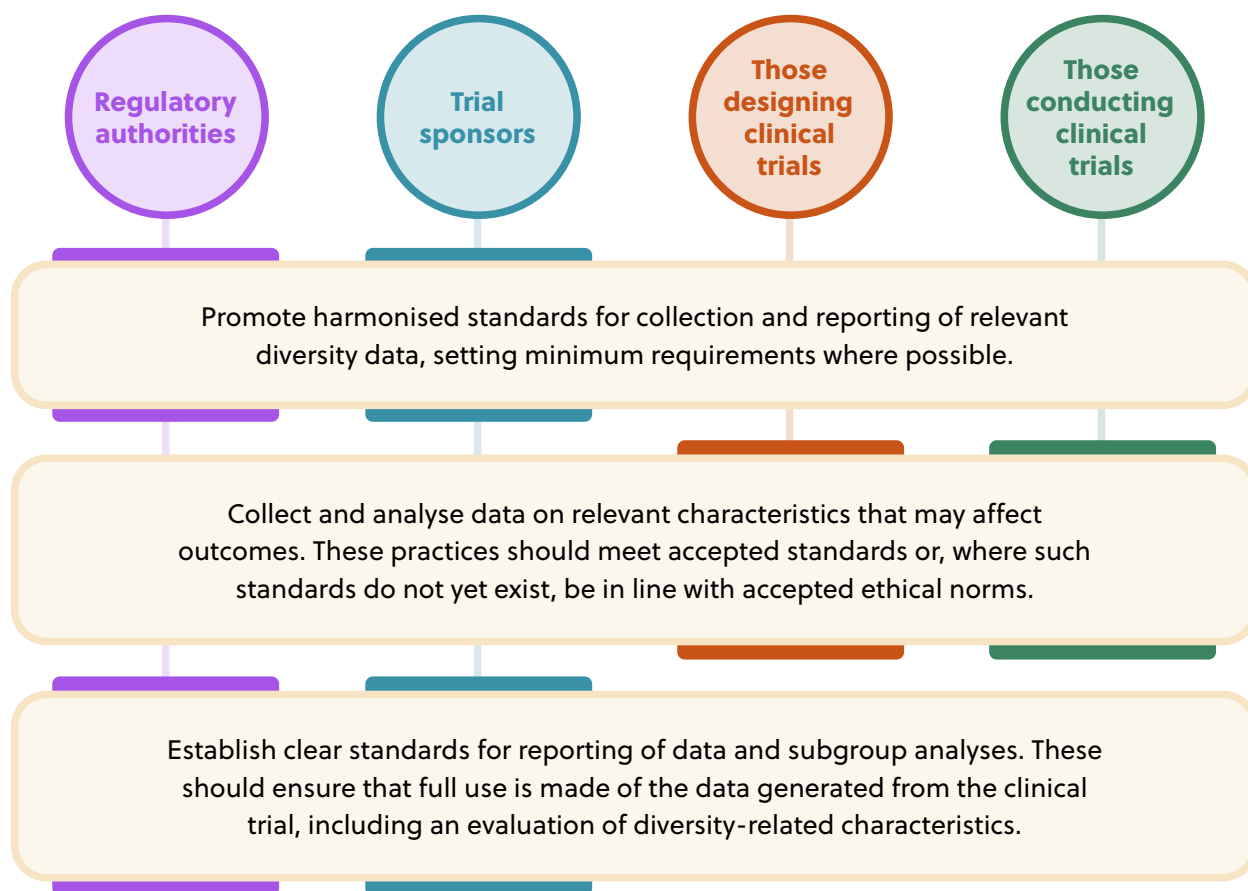 Regulatory
authorities
Trial
sponsors
Those
designing
clinical
trials
Those
conducting
clinical
trials
Promote harmonised standards for collection and reporting of relevant
diversity data, setting minimum requirements where possible.
Collect and analyse data on relevant characteristics that may affect
outcomes. These practices should meet accepted standards or, where such
standards do not yet exist, be in line with accepted ethical norms.
Establish clear standards for reporting of data and subgroup analyses. These
should ensure that full use is made of the data generated from the clinical
trial, including an evaluation of diversity-related characteristics.